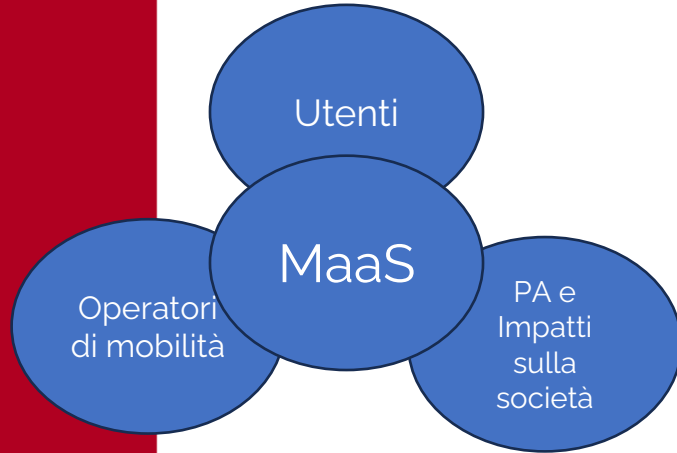 Utenti
MaaS
Operatori
di mobilità
PA e
Impatti
sulla
società